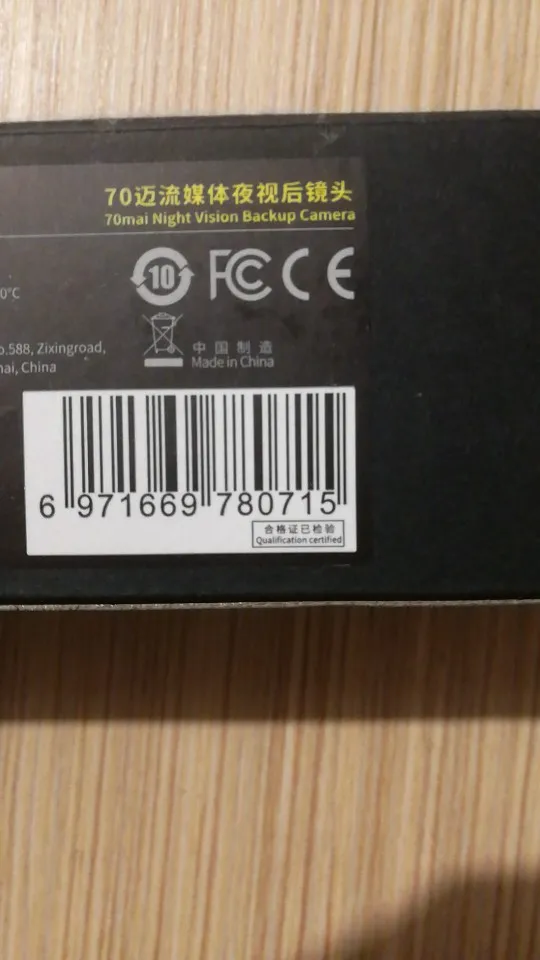 70迈流媒体夜视后镜头
70mai Night Vision Backup Camera
10 FC CE
0°C
o.588, Zixingroad,
hai, China
中国制造
Made in China
6 971669 780715
合格证已检验
Qualification certified